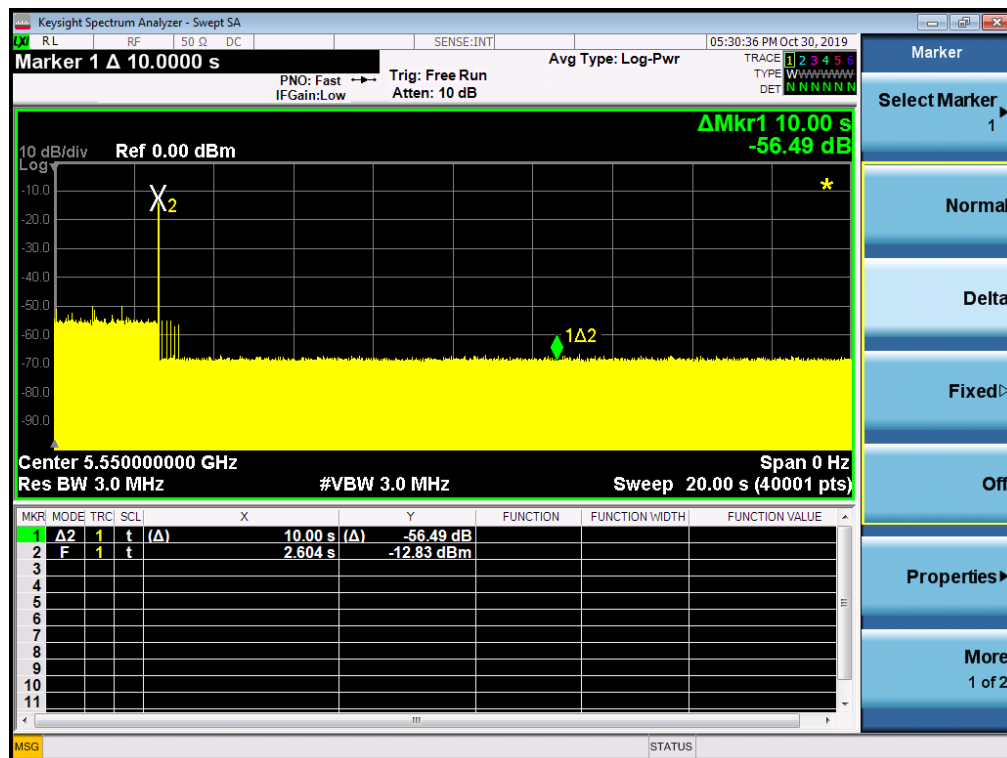 Keysight Spectrum Analyzer - Swept SA
LXI RL RF 50 Ω DC SENSE:INT 05:30:36 PM Oct 30, 2019
Marker 1 Δ 10.0000 s
PNO: Fast
IFGain:Low
Trig: Free Run
Atten: 10 dB
Avg Type: Log-Pwr
TRACE 1 2 3 4 5 6
TYPE WWWWWW
DET N N N N N N
ΔMkr1 10.00 s
-56.49 dB
10 dB/div Ref 0.00 dBm
Log
-10.0
-20.0
-30.0
-40.0
-50.0
-60.0
-70.0
-80.0
-90.0
X2
1Δ2
*
Center 5.550000000 GHz Span 0 Hz
Res BW 3.0 MHz #VBW 3.0 MHz Sweep 20.00 s (40001 pts)
MKR MODE TRC SCL X Y FUNCTION FUNCTION WIDTH FUNCTION VALUE
1 Δ2 1 t (Δ) 10.00 s (Δ) -56.49 dB
2 F 1 t 2.604 s -12.83 dBm
3
4
5
6
7
8
9
10
11
MSG STATUS
Marker
Select Marker
1
Normal
Delta
Fixed
Off
Properties
More
1 of 2